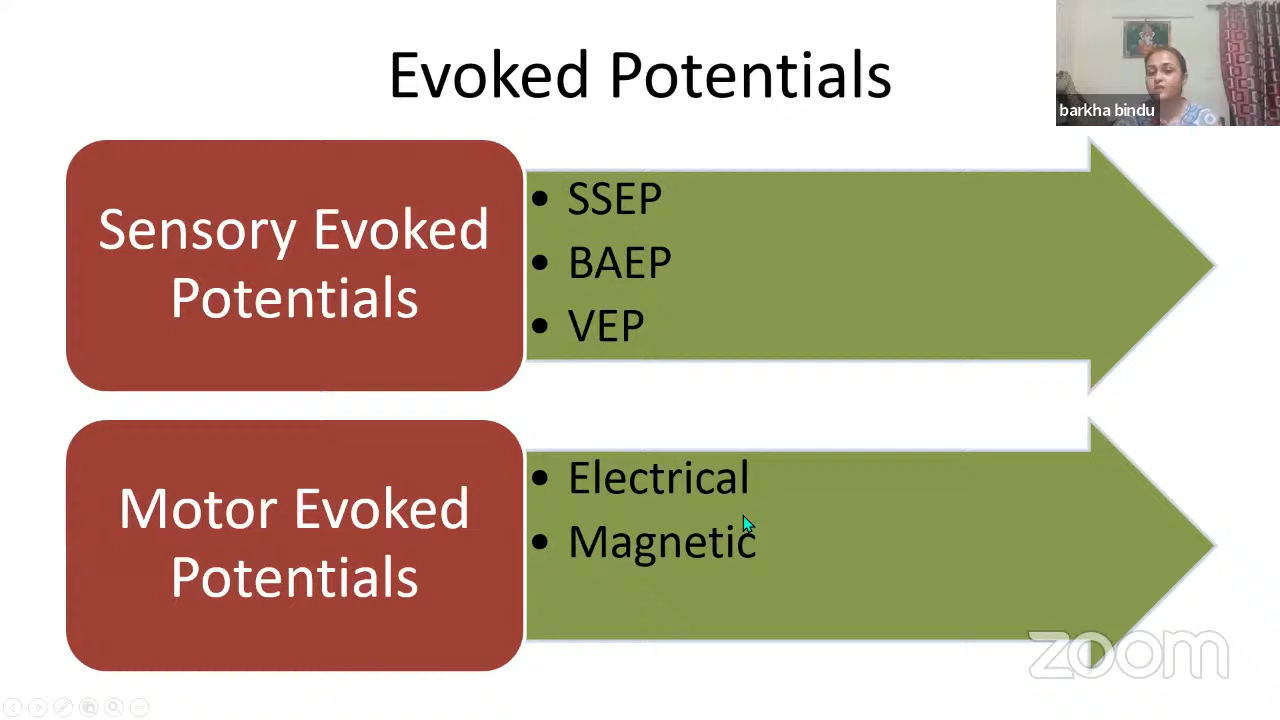 Evoked Potentials
barkha bindu
Sensory Evoked
Potentials
• SSEP
• BAEP
• VEP
Motor Evoked
Potentials
• Electrical
• Magnetic
zoom